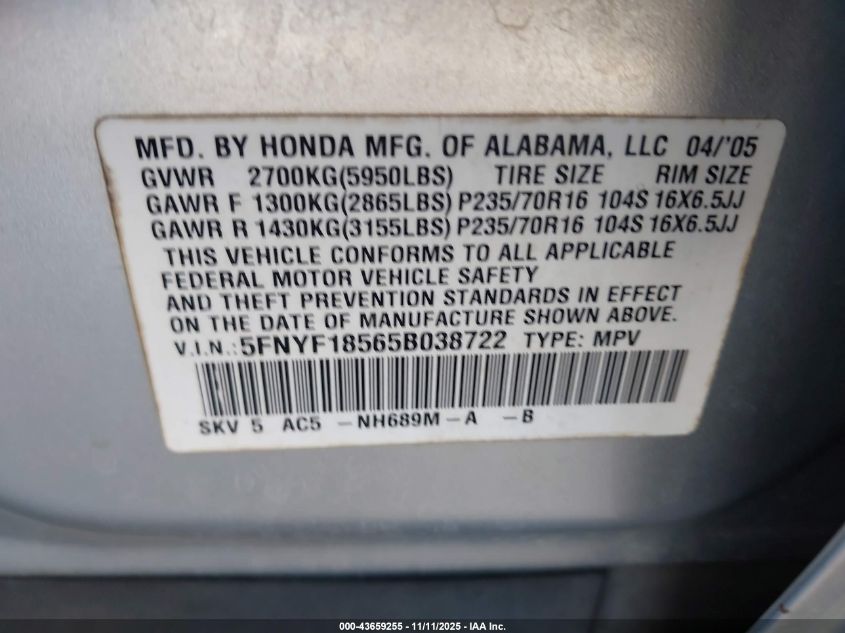 MFD. BY HONDA MFG. OF ALABAMA, LLC 04/'05
GVWR 2700KG(5950LBS) TIRE SIZE RIM SIZE
GAWR F 1300KG(2865LBS) P235/70R16 104S 16X6.5JJ
GAWR R 1430KG(3155LBS) P235/70R16 104S 16X6.5JJ
THIS VEHICLE CONFORMS TO ALL APPLICABLE
FEDERAL MOTOR VEHICLE SAFETY
AND THEFT PREVENTION STANDARDS IN EFFECT
ON THE DATE OF MANUFACTURE SHOWN ABOVE.
V.I.N.:5FNYF18565B038722 TYPE: MPV
SKV 5 AC5 -NH689M-A -B
000-43659255 - 11/11/2025 - IAA Inc.